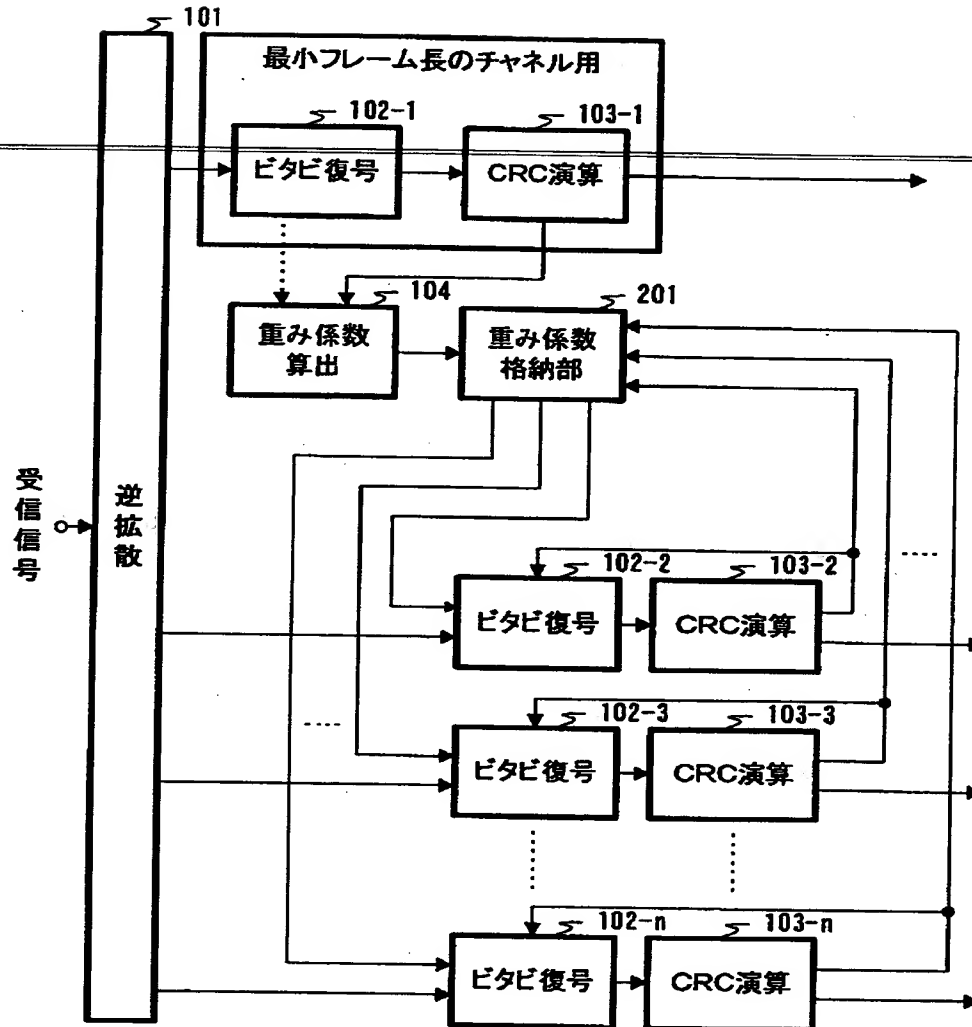 101
最小フレーム長のチャネル用
102-1
103-1
ビタビ復号
CRC演算
104
201
重み係数
算出
重み係数
格納部
受信信号
逆拡散
102-2
103-2
ビタビ復号
CRC演算
102-3
103-3
ビタビ復号
CRC演算
102-n
103-n
ビタビ復号
CRC演算